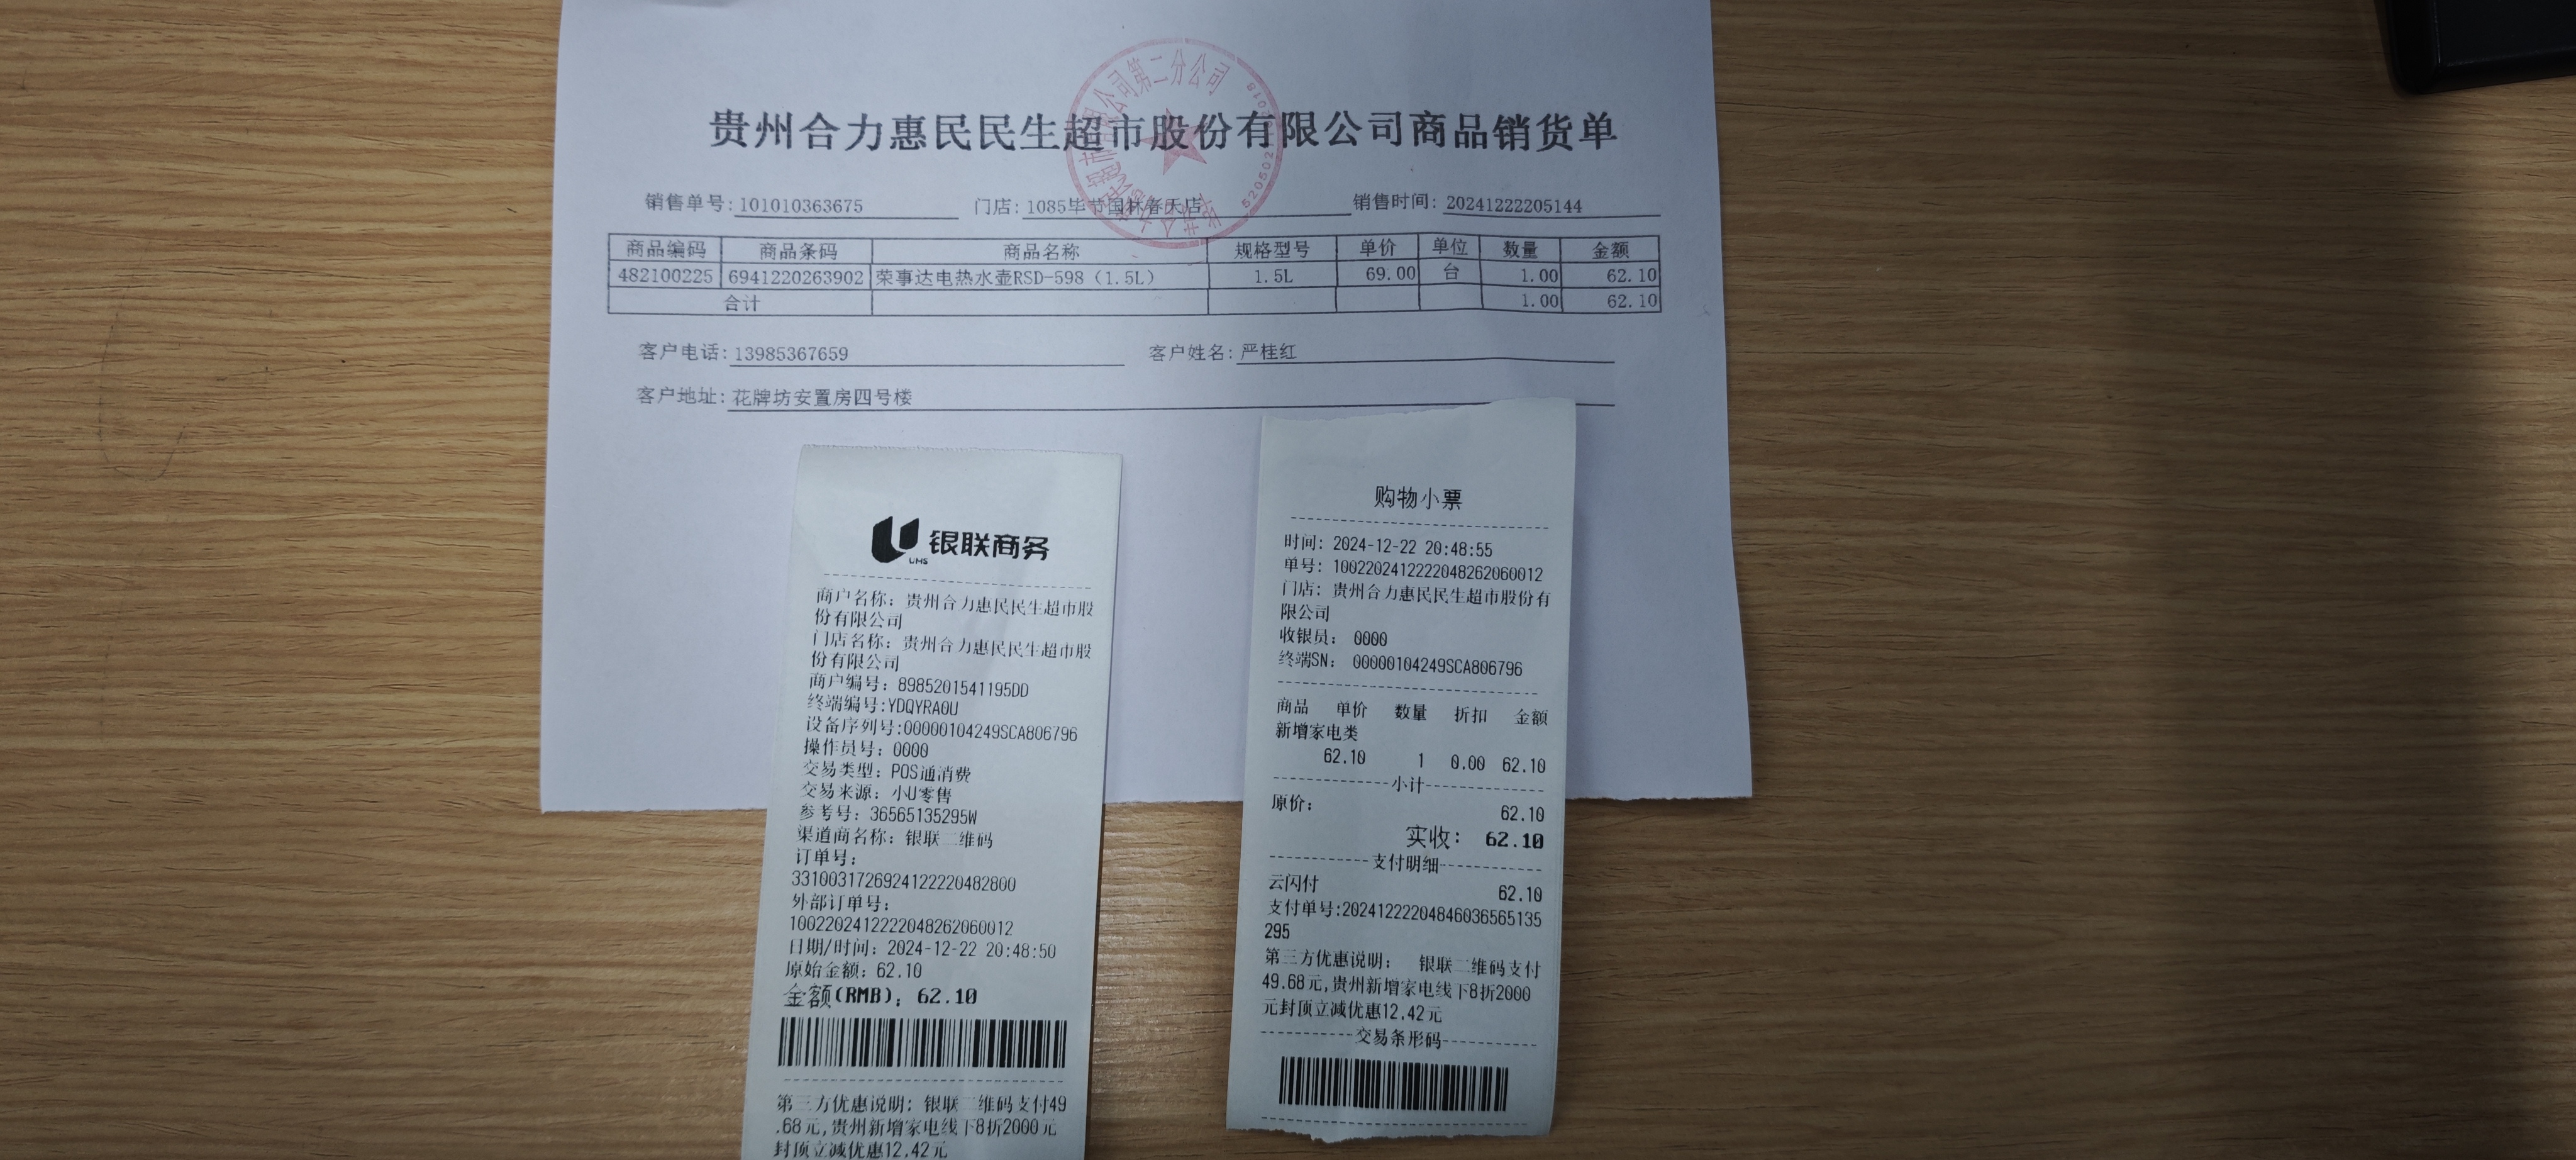 贵州合力惠民民生超市股份有限公司商品销货单
销售单号: 101010363675 门店: 1085毕节国林春天店 销售时间: 20241222205144
商品编码 商品条码 商品名称 规格型号 单价 单位 数量 金额
482100225 6941220263902 荣事达电热水壶RSD-598（1.5L） 1.5L 69.00 台 1.00 62.10
合计 1.00 62.10
客户电话: 13985367659 客户姓名: 严桂红
客户地址: 花牌坊安置房四号楼
第二分公司
银联商务
UMS
商户名称: 贵州合力惠民民生超市股
份有限公司
门店名称: 贵州合力惠民民生超市股
份有限公司
商户编号: 8985201541195DD
终端编号:YDQYRA0U
设备序列号:00000104249SCA806796
操作员号: 0000
交易类型: POS通消费
交易来源: 小U零售
参考号: 36565135295W
渠道商名称: 银联二维码
订单号:
33100317269241222220482800
外部订单号:
1002202412222048262060012
日期/时间: 2024-12-22 20:48:50
原始金额: 62.10
金额(RMB): 62.10
第三方优惠说明: 银联二维码支付49
.68元,贵州新增家电线下8折2000元
封顶立减优惠12.42元
购物小票
时间: 2024-12-22 20:48:55
单号: 1002202412222048262060012
门店: 贵州合力惠民民生超市股份有
限公司
收银员: 0000
终端SN: 00000104249SCA806796
商品 单价 数量 折扣 金额
新增家电类
62.10 1 0.00 62.10
小计
原价: 62.10
实收: 62.10
支付明细
云闪付 62.10
支付单号:20241222204846036565135
295
第三方优惠说明: 银联二维码支付
49.68元,贵州新增家电线下8折2000
元封顶立减优惠12.42元
交易条形码